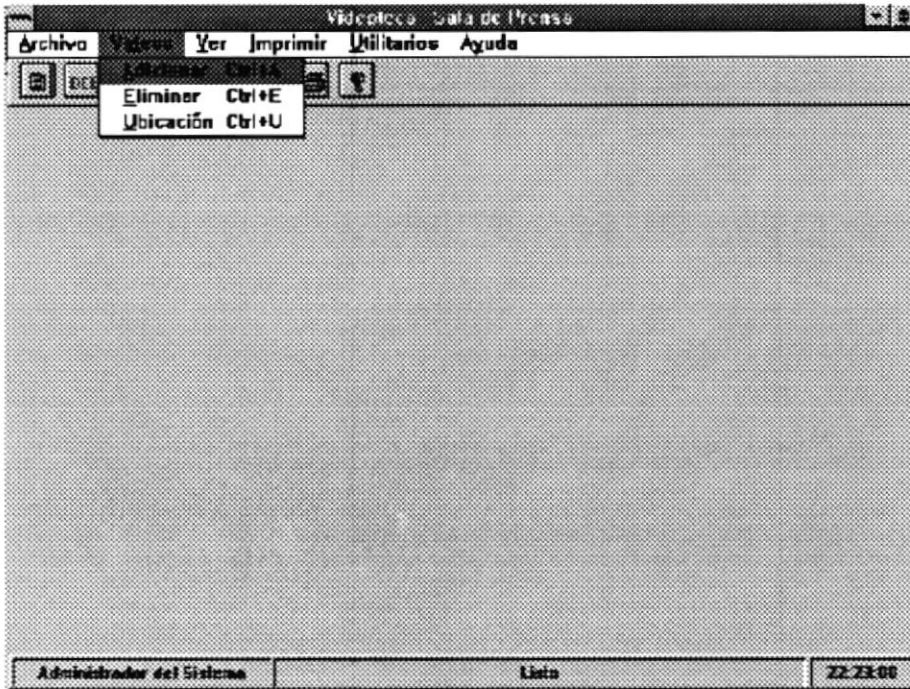 Videoteca Sala de Prensa
Archivo Videos Ver Imprimir Utilitarios Ayuda
Adicionar Ctrl+A
Eliminar Ctrl+E
Ubicación Ctrl+U
Administrador del Sistema Listo 22:23:00